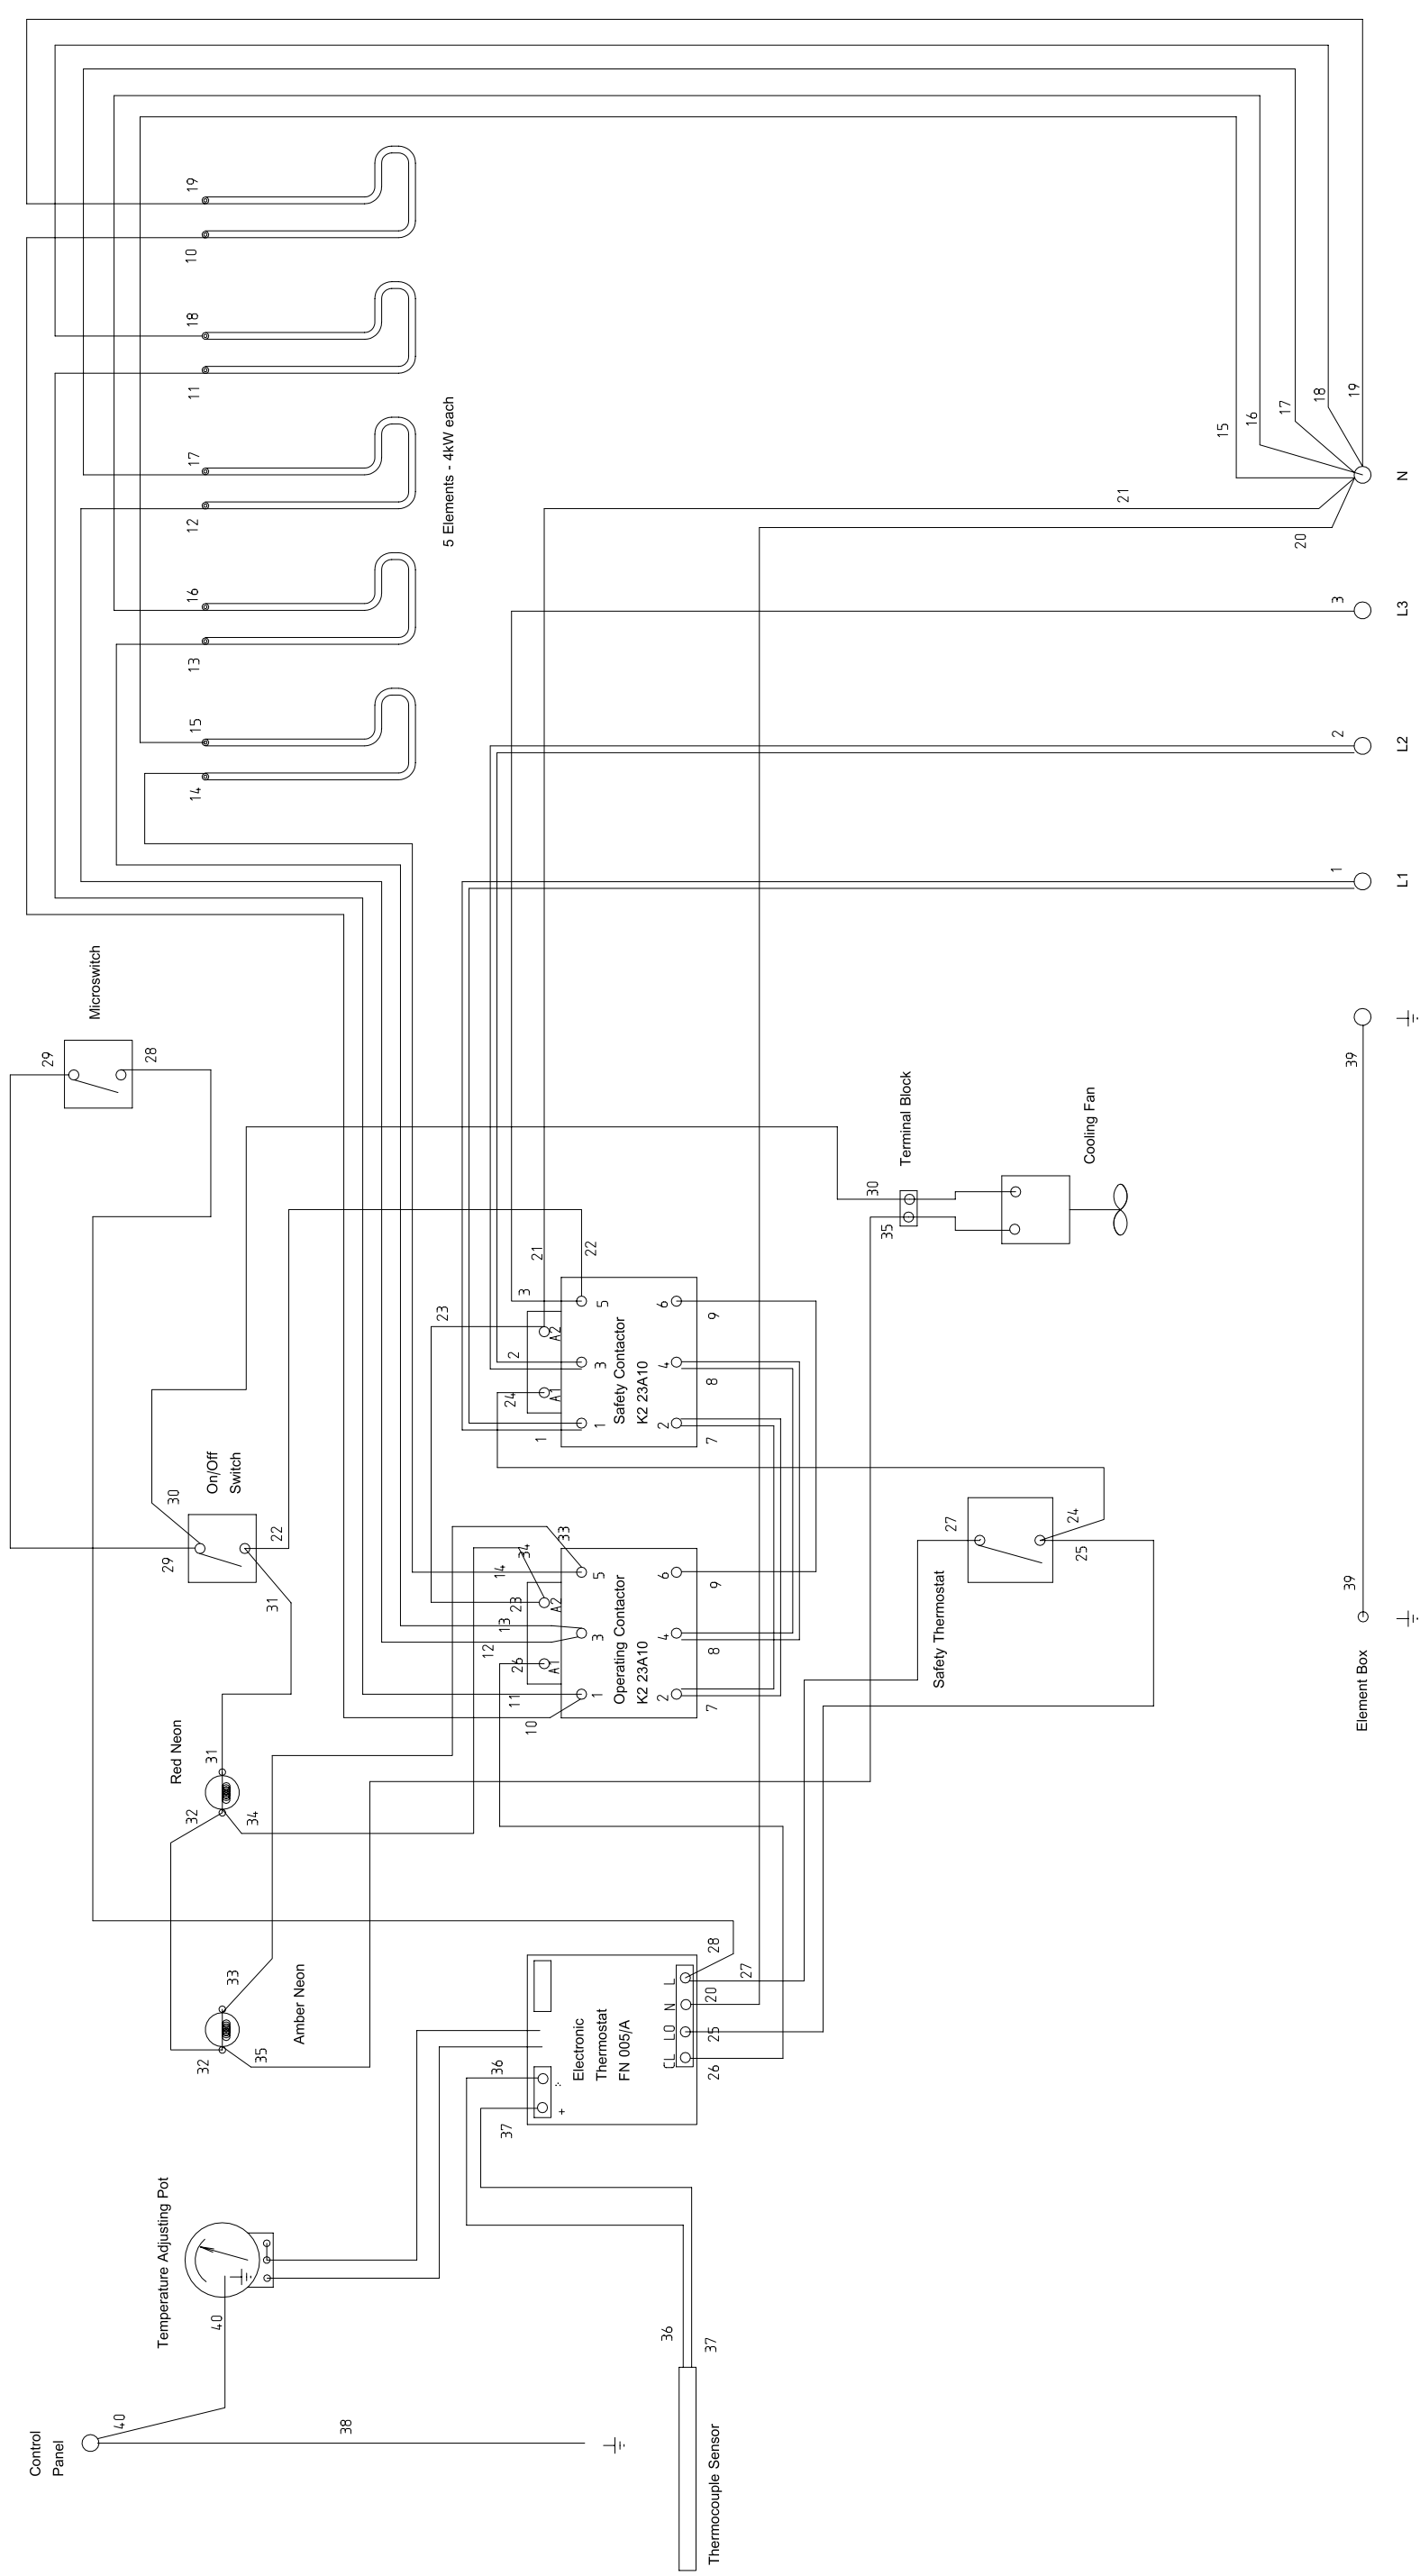 Control
Panel
40
38
Temperature Adjusting Pot
40
Thermocouple Sensor
36
37
Amber Neon
32
33
35
Red Neon
32
31
34
Electronic
Thermostat
FN 005/A
36
37
+
-
CL
LO
N
L
26
25
20
27
28
On/Off
Switch
29
30
31
22
Microswitch
29
28
Operating Contactor
K2 23A10
10
11
12
13
14
26
23
34
33
A1
A2
1
3
5
2
4
6
7
8
9
Safety Contactor
K2 23A10
1
24
2
23
3
21
22
A1
A2
1
3
5
2
4
6
7
8
9
Safety Thermostat
27
25
24
Terminal Block
35
30
Cooling Fan
14
15
13
16
12
17
11
18
10
19
5 Elements - 4kW each
Element Box
39
39
1
2
3
20
21
15
16
17
18
19
L1
L2
L3
N